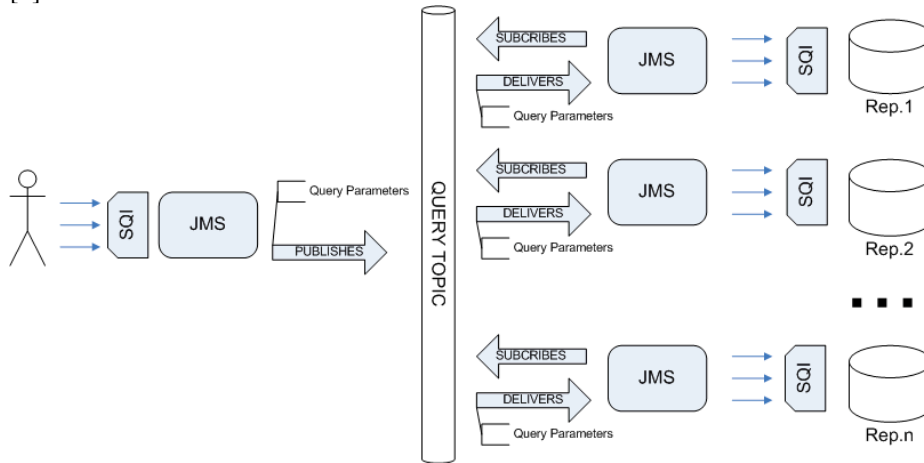 SUBCRIBES
DELIVERS
Query Parameters
JMS
SQI
Rep.1
SQI
JMS
Query Parameters
PUBLISHES
QUERY TOPIC
SUBCRIBES
DELIVERS
Query Parameters
JMS
SQI
Rep.2
SUBCRIBES
DELIVERS
Query Parameters
JMS
SQI
Rep.n